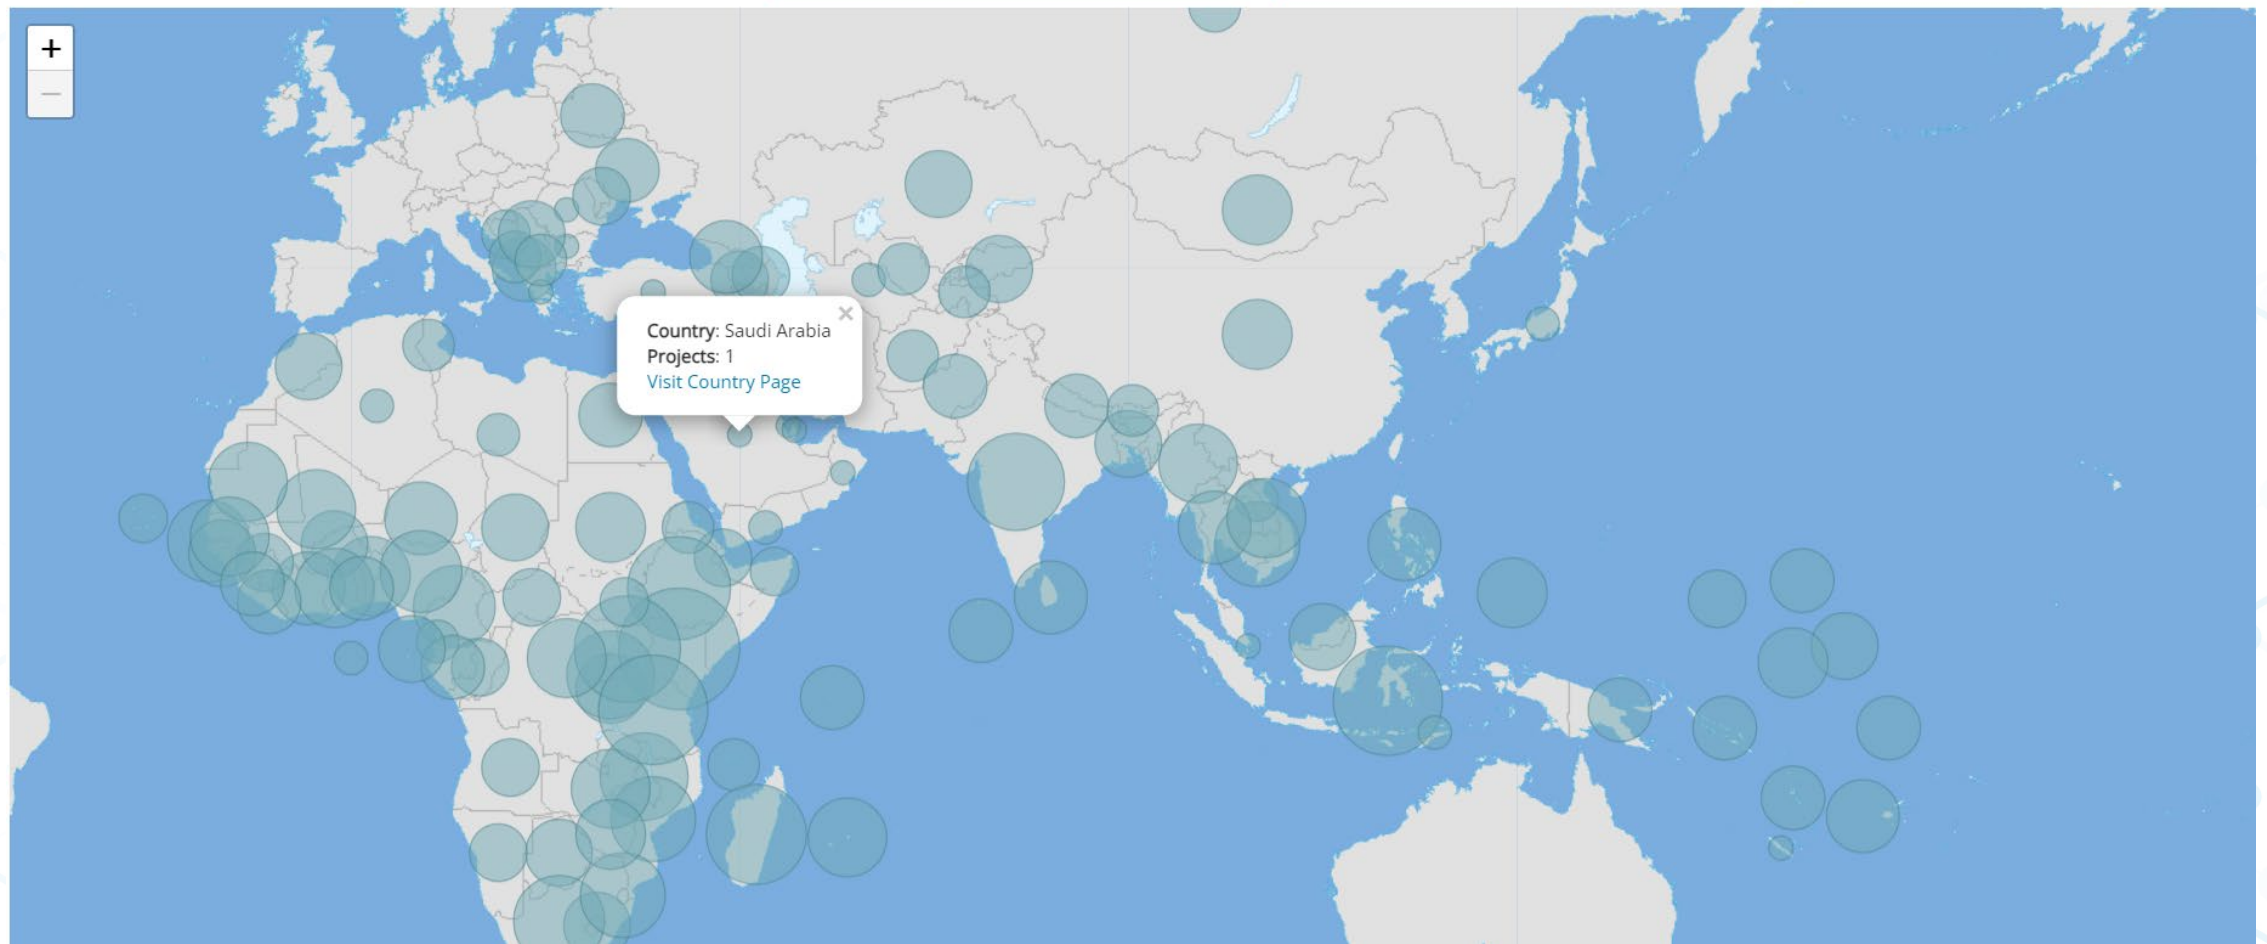 +
−
×
Country: Saudi Arabia
Projects: 1
Visit Country Page